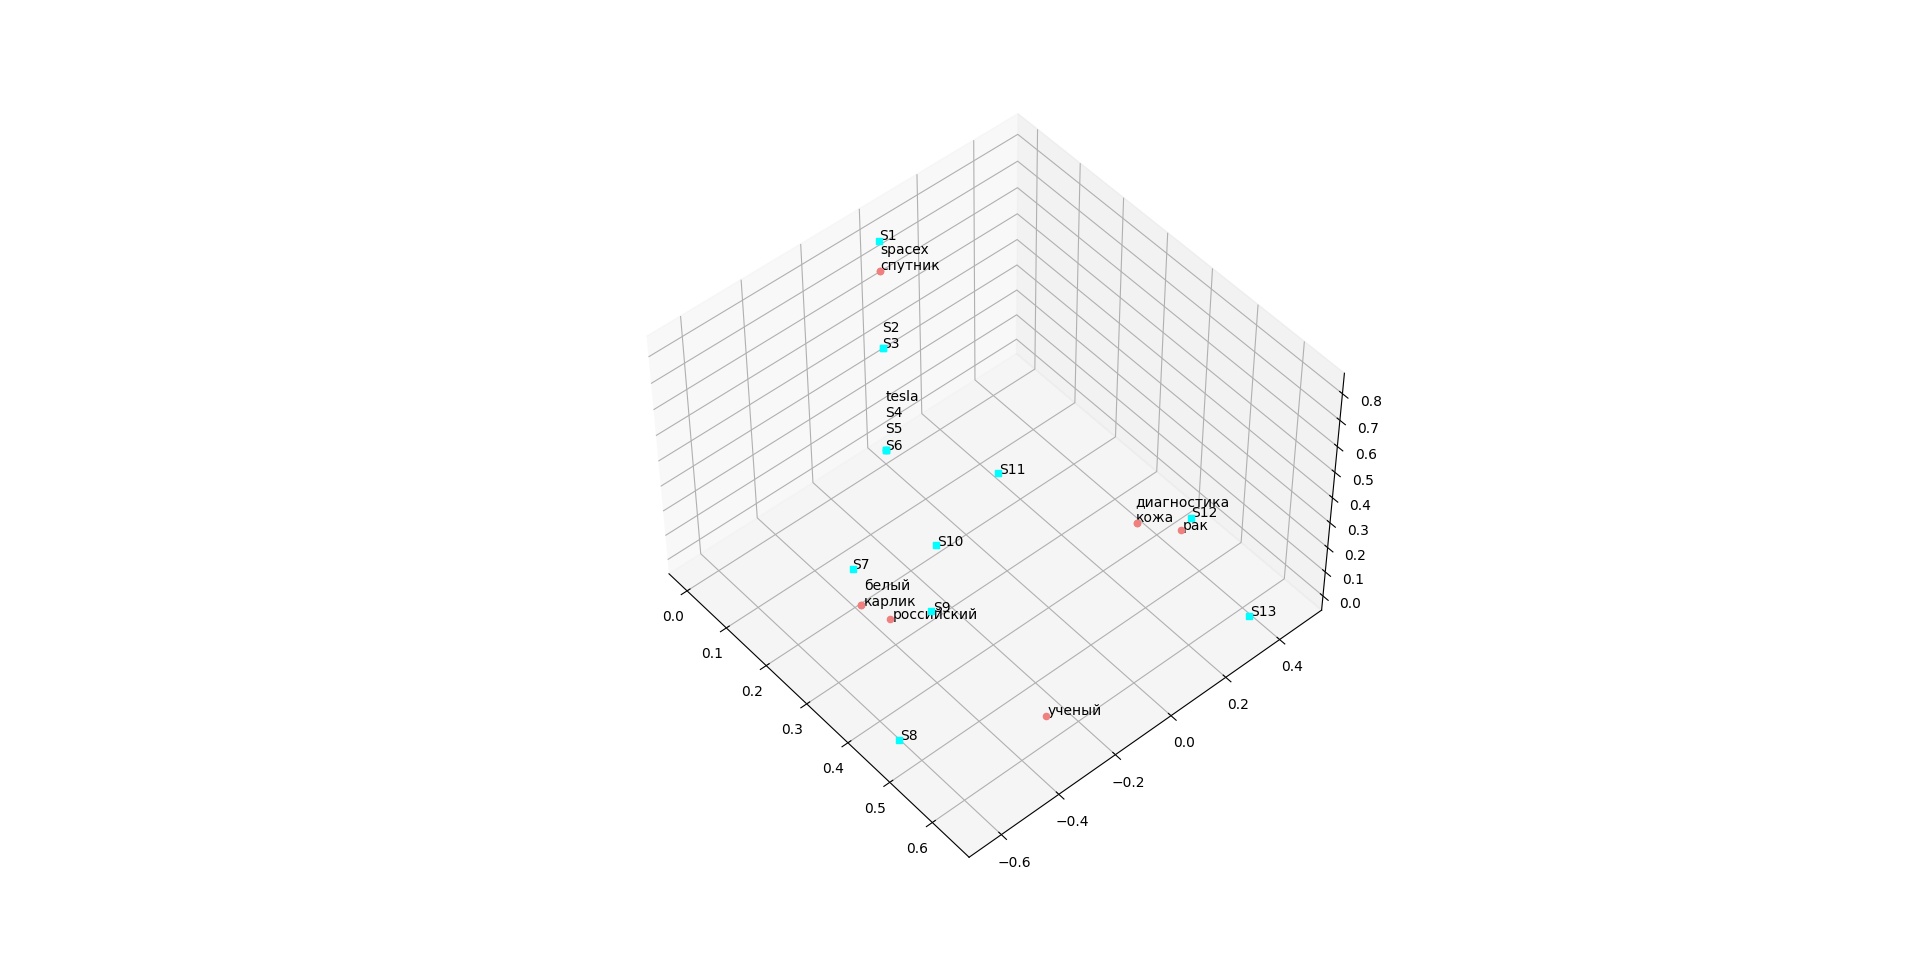 S1
spacex
спутник
S2
S3
tesla
S4
S5
S6
S11
диагностика
кожа
S12
рак
S10
S7
белый
карлик
S9
российский
S13
ученый
S8
0.8
0.7
0.6
0.5
0.4
0.3
0.2
0.1
0.0
0.0
0.1
0.2
0.3
0.4
0.5
0.6
−0.6
−0.4
−0.2
0.0
0.2
0.4